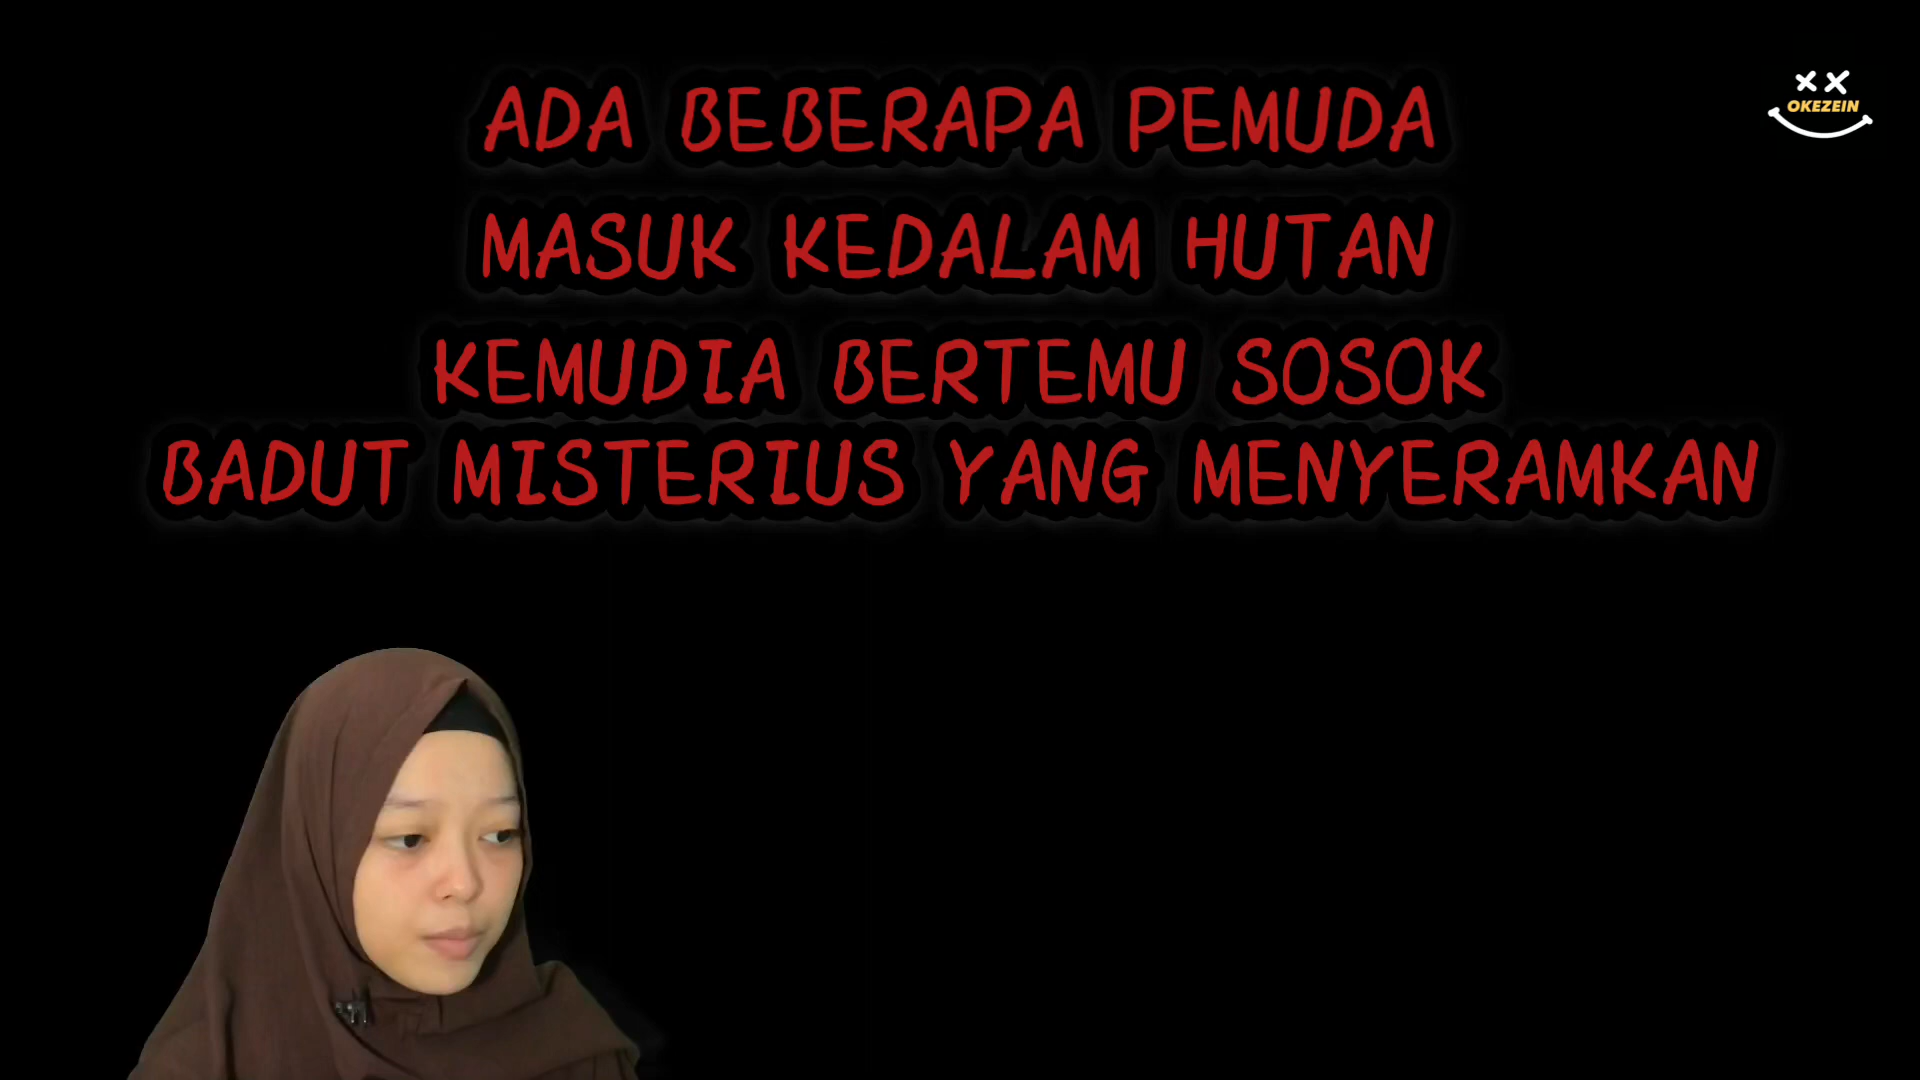 ADA BEBERAPA PEMUDA
MASUK KEDALAM HUTAN
KEMUDIA BERTEMU SOSOK
BADUT MISTERIUS YANG MENYERAMKAN
OKEZEIN